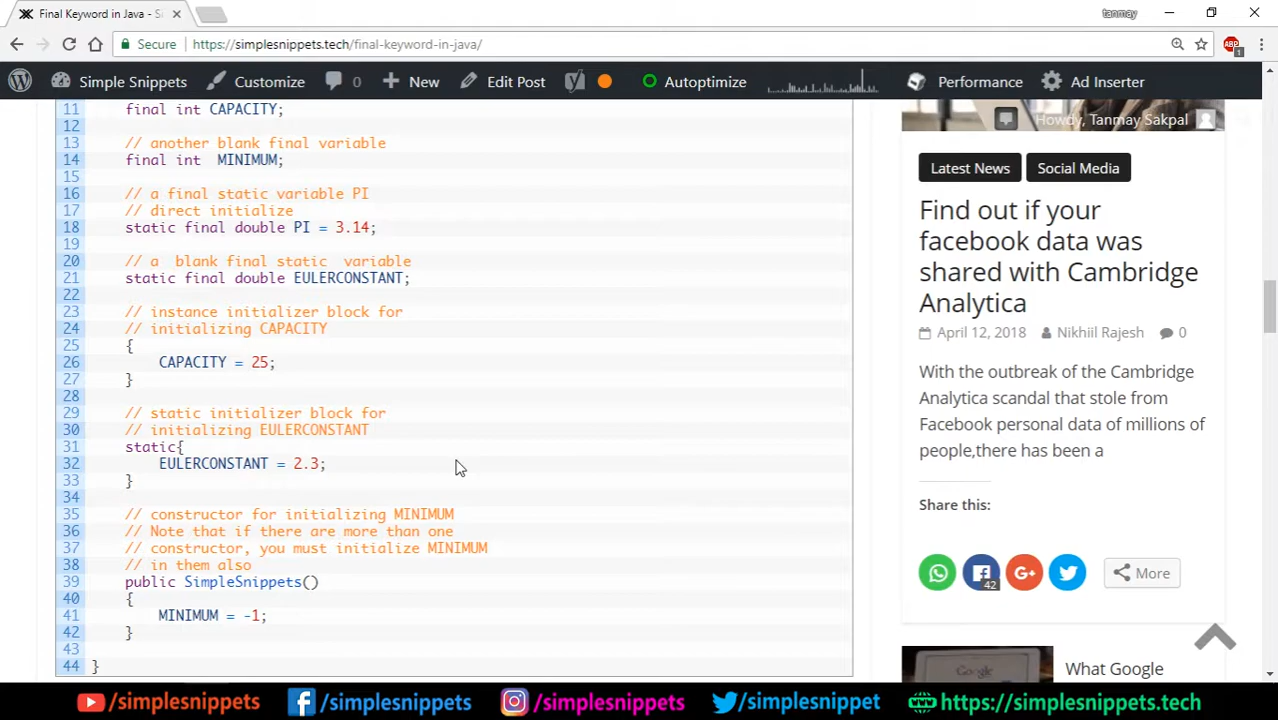 Final Keyword in Java - Si
tanmay
Secure
https://simplesnippets.tech/final-keyword-in-java/
ABP
1
Simple Snippets
Customize
0
New
Edit Post
Autoptimize
Performance
Ad Inserter
Howdy, Tanmay Sakpal
11 final int CAPACITY;
12
13 // another blank final variable
14 final int  MINIMUM;
15
16 // a final static variable PI
17 // direct initialize
18 static final double PI = 3.14;
19
20 // a  blank final static  variable
21 static final double EULERCONSTANT;
22
23 // instance initializer block for
24 // initializing CAPACITY
25 {
26     CAPACITY = 25;
27 }
28
29 // static initializer block for
30 // initializing EULERCONSTANT
31 static{
32     EULERCONSTANT = 2.3;
33 }
34
35 // constructor for initializing MINIMUM
36 // Note that if there are more than one
37 // constructor, you must initialize MINIMUM
38 // in them also
39 public SimpleSnippets()
40 {
41     MINIMUM = -1;
42 }
43
44 }
Latest News
Social Media
Find out if your
facebook data was
shared with Cambridge
Analytica
April 12, 2018
Nikhiil Rajesh
0
With the outbreak of the Cambridge
Analytica scandal that stole from
Facebook personal data of millions of
people,there has been a
Share this:
42
G+
More
Google
What Google
/simplesnippets
/simplesnippets
/simplesnippets
/simplesnippets
https://simplesnippets.tech